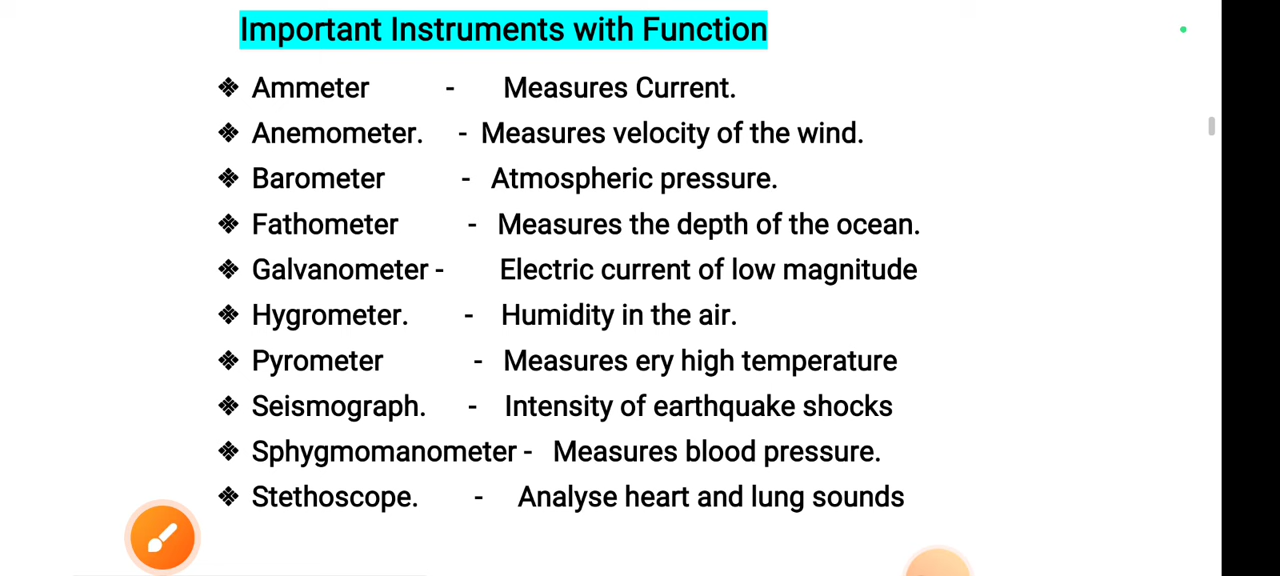 Important Instruments with Function
❖ Ammeter - Measures Current.
❖ Anemometer. - Measures velocity of the wind.
❖ Barometer - Atmospheric pressure.
❖ Fathometer - Measures the depth of the ocean.
❖ Galvanometer - Electric current of low magnitude
❖ Hygrometer. - Humidity in the air.
❖ Pyrometer - Measures ery high temperature
❖ Seismograph. - Intensity of earthquake shocks
❖ Sphygmomanometer - Measures blood pressure.
❖ Stethoscope. - Analyse heart and lung sounds